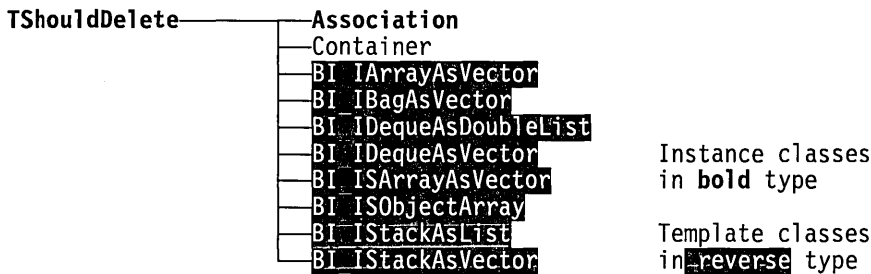 TShouldDelete Association
Container
BI_IArrayAsVector
BI_IBagAsVector
BI_IDequeAsDoubleList
BI_IDequeAsVector Instance classes
BI_ISArrayAsVector in bold type
BI_ISObjectArray
BI_IStackAsList Template classes
BI_IStackAsVector in reverse type